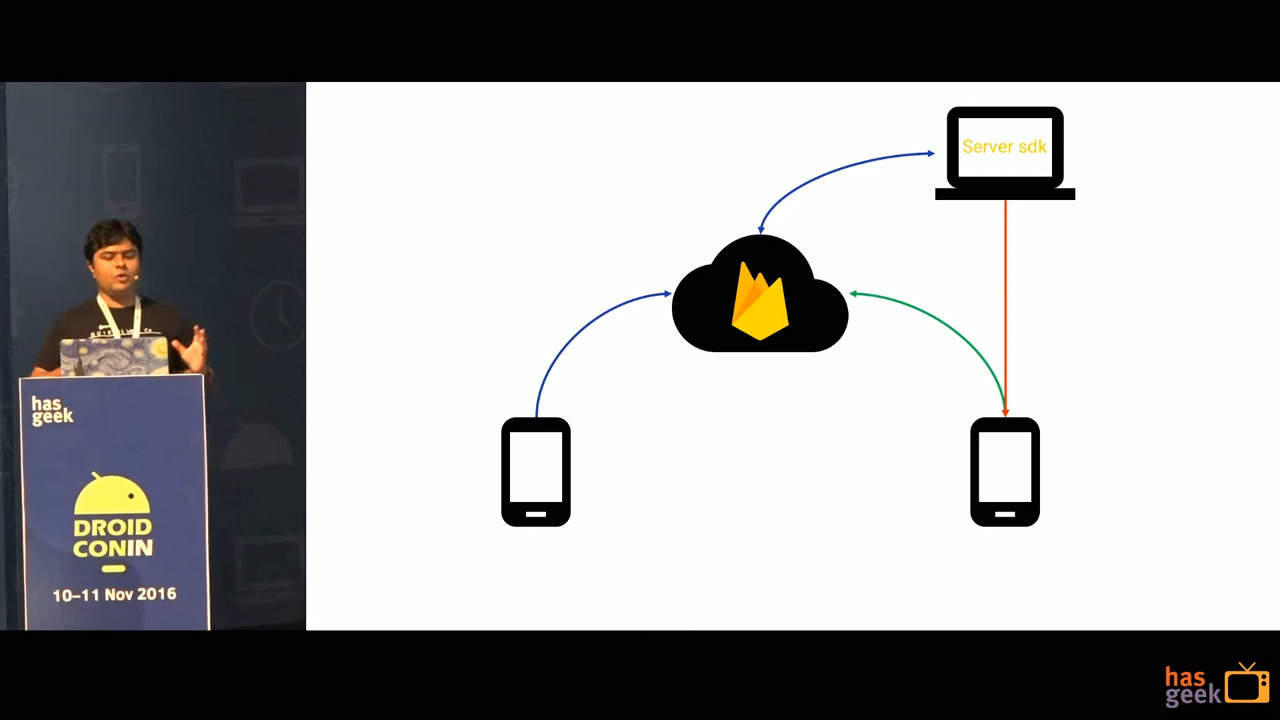 Server sdk
has
geek
DROID
CONIN
10–11 Nov 2016
has
geek